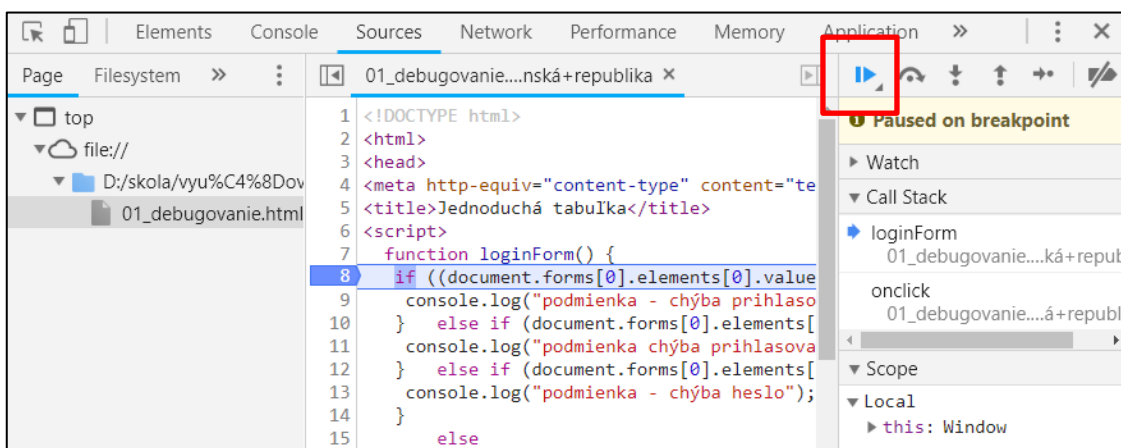 Elements Console Sources Network Performance Memory Application »
Page Filesystem » 01_debugovanie....nská+republika ×
top
file://
D:/skola/vyu%C4%8Dov
01_debugovanie.html
1 <!DOCTYPE html>
2 <html>
3 <head>
4 <meta http-equiv="content-type" content="te
5 <title>Jednoduchá tabuľka</title>
6 <script>
7 function loginForm() {
8 if ((document.forms[0].elements[0].value
9 console.log("podmienka - chýba prihlaso
10 } else if (document.forms[0].elements[
11 console.log("podmienka chýba prihlasova
12 } else if (document.forms[0].elements[
13 console.log("podmienka - chýba heslo");
14 }
15 else
Paused on breakpoint
Watch
Call Stack
loginForm
01_debugovanie....ká+repub
onclick
01_debugovanie....á+republ
Scope
Local
this: Window